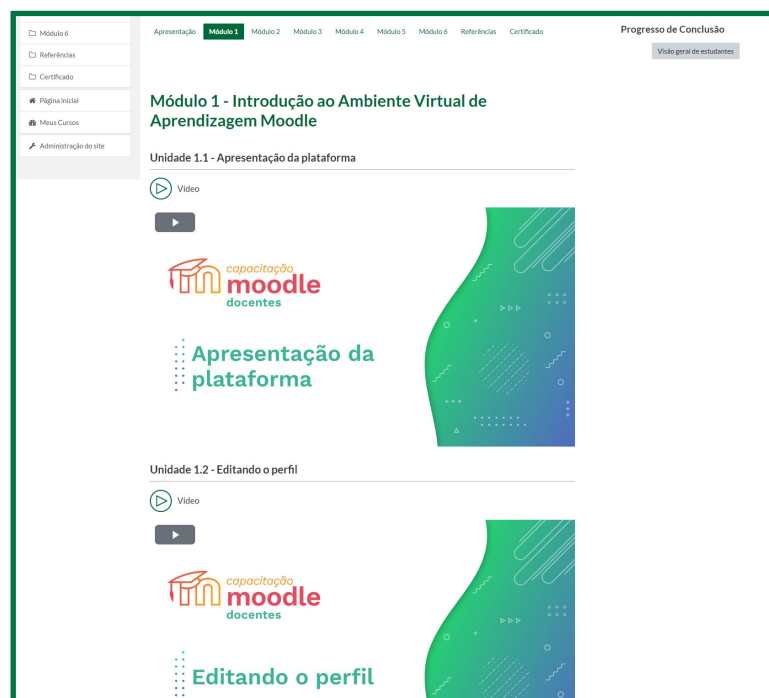 Módulo 6
Referências
Certificado
Página inicial
Meus Cursos
Administração do site
Apresentação Módulo 1 Módulo 2 Módulo 3 Módulo 4 Módulo 5 Módulo 6 Referências Certificado
Progresso de Conclusão
Visão geral de estudantes
Módulo 1 - Introdução ao Ambiente Virtual de
Aprendizagem Moodle
Unidade 1.1 - Apresentação da plataforma
Vídeo
capacitação
moodle
docentes
Apresentação da
plataforma
Unidade 1.2 - Editando o perfil
Vídeo
capacitação
moodle
docentes
Editando o perfil